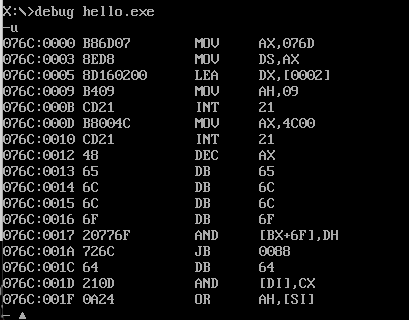 X:\>debug hello.exe
-u
076C:0000 B86D07        MOV     AX,076D
076C:0003 8ED8          MOV     DS,AX
076C:0005 8D160200      LEA     DX,[0002]
076C:0009 B409          MOV     AH,09
076C:000B CD21          INT     21
076C:000D B8004C        MOV     AX,4C00
076C:0010 CD21          INT     21
076C:0012 48            DEC     AX
076C:0013 65            DB      65
076C:0014 6C            DB      6C
076C:0015 6C            DB      6C
076C:0016 6F            DB      6F
076C:0017 20776F        AND     [BX+6F],DH
076C:001A 726C          JB      0088
076C:001C 64            DB      64
076C:001D 210D          AND     [DI],CX
076C:001F 0A24          OR      AH,[SI]
-